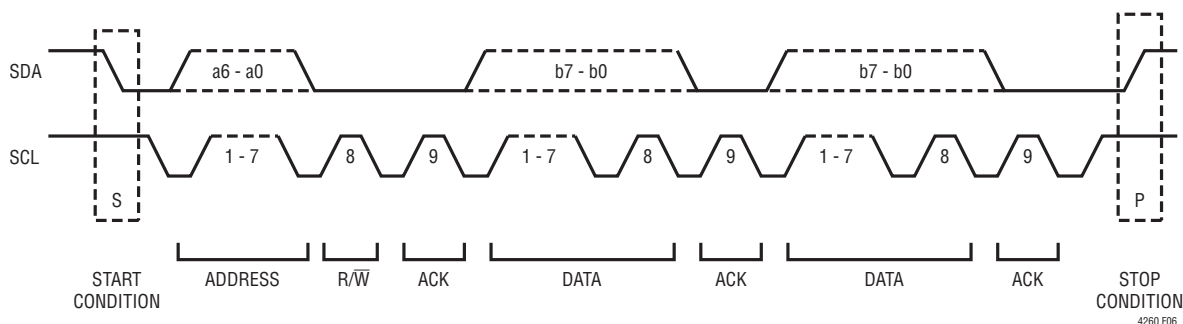 SDA
a6 - a0
b7 - b0
b7 - b0
SCL
1 - 7
8
9
1 - 7
8
9
1 - 7
8
9
S
P
START
CONDITION
ADDRESS
R/W̅
ACK
DATA
ACK
DATA
ACK
STOP
CONDITION
4260 F06